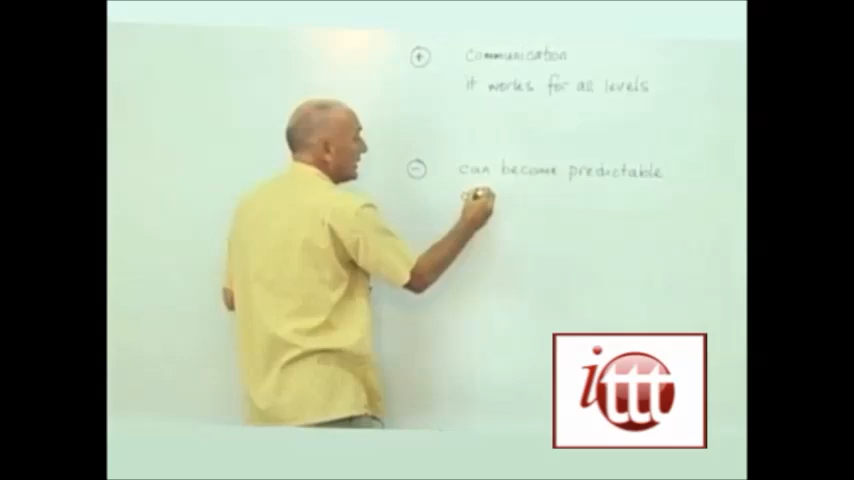 + communication
it works for all levels
- can become predictable
ittt